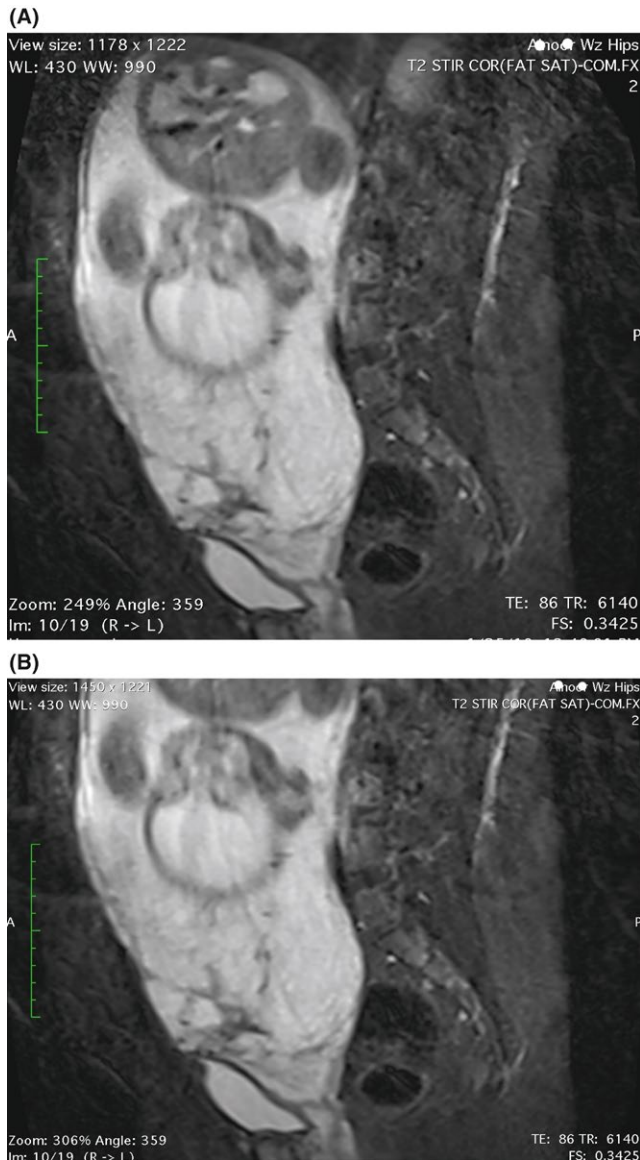 (A)
View size: 1178 x 1222
WL: 430 WW: 990
Wz Hips
T2 STIR COR(FAT SAT)-COM.FX
2
A
P
Zoom: 249% Angle: 359
Im: 10/19 (R -> L)
TE: 86 TR: 6140
FS: 0.3425
(B)
View size: 1450 x 1221
WL: 430 WW: 990
Wz Hips
T2 STIR COR(FAT SAT)-COM.FX
2
A
P
Zoom: 306% Angle: 359
Im: 10/19 (R -> L)
TE: 86 TR: 6140
FS: 0.3425